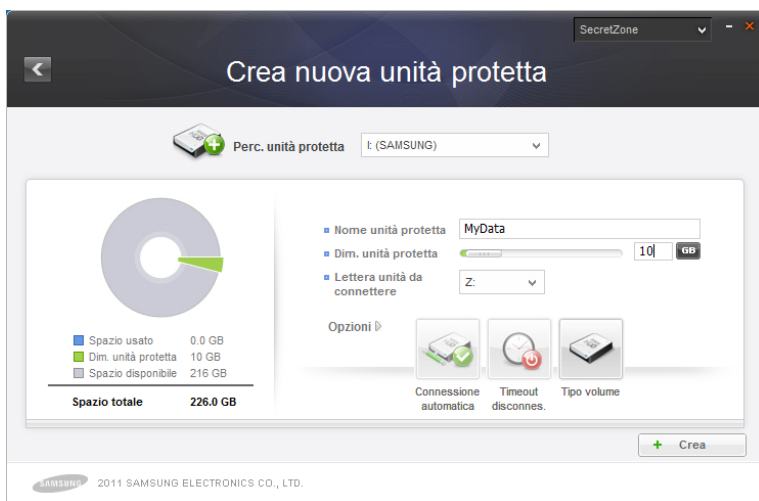 SecretZone
Crea nuova unità protetta
Perc. unità protetta I: (SAMSUNG)
Nome unità protetta MyData
Dim. unità protetta 10 GB
Lettera unità da
connettere Z:
Opzioni
Spazio usato 0.0 GB
Dim. unità protetta 10 GB
Spazio disponibile 216 GB
Spazio totale 226.0 GB
Connessione
automatica
Timeout
disconnes.
Tipo volume
+ Crea
SAMSUNG 2011 SAMSUNG ELECTRONICS CO., LTD.